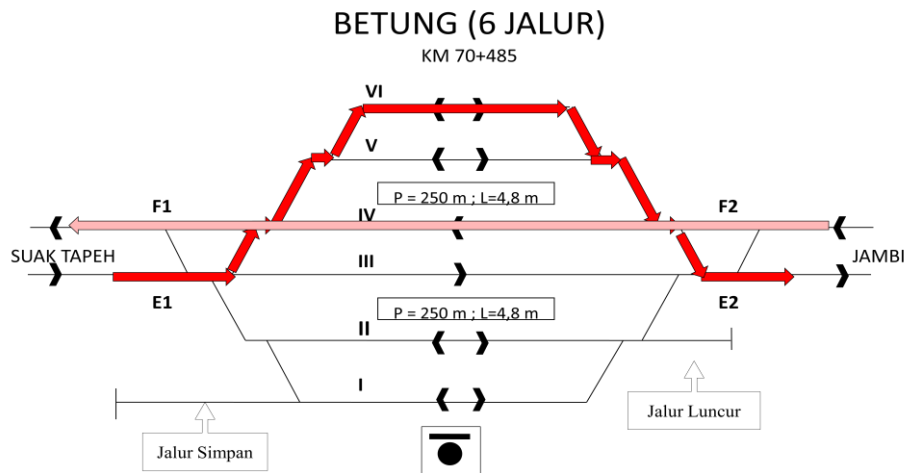 BETUNG (6 JALUR)
KM 70+485
VI
V
P = 250 m ; L=4,8 m
F1
IV
F2
SUAK TAPEH
III
JAMBI
E1
E2
P = 250 m ; L=4,8 m
II
I
Jalur Luncur
Jalur Simpan